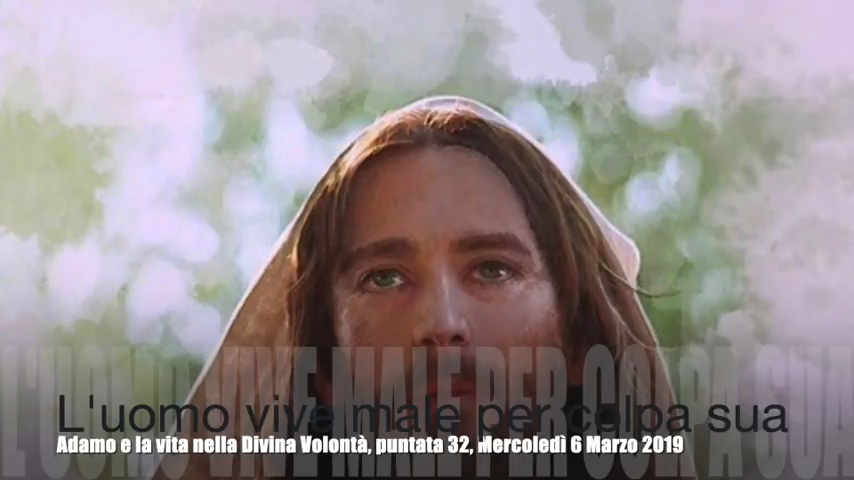 L'UOMO VIVE MALE PER COLPA SUA
L'uomo vive male per colpa sua
Adamo e la vita nella Divina Volontà, puntata 32, Mercoledì 6 Marzo 2019